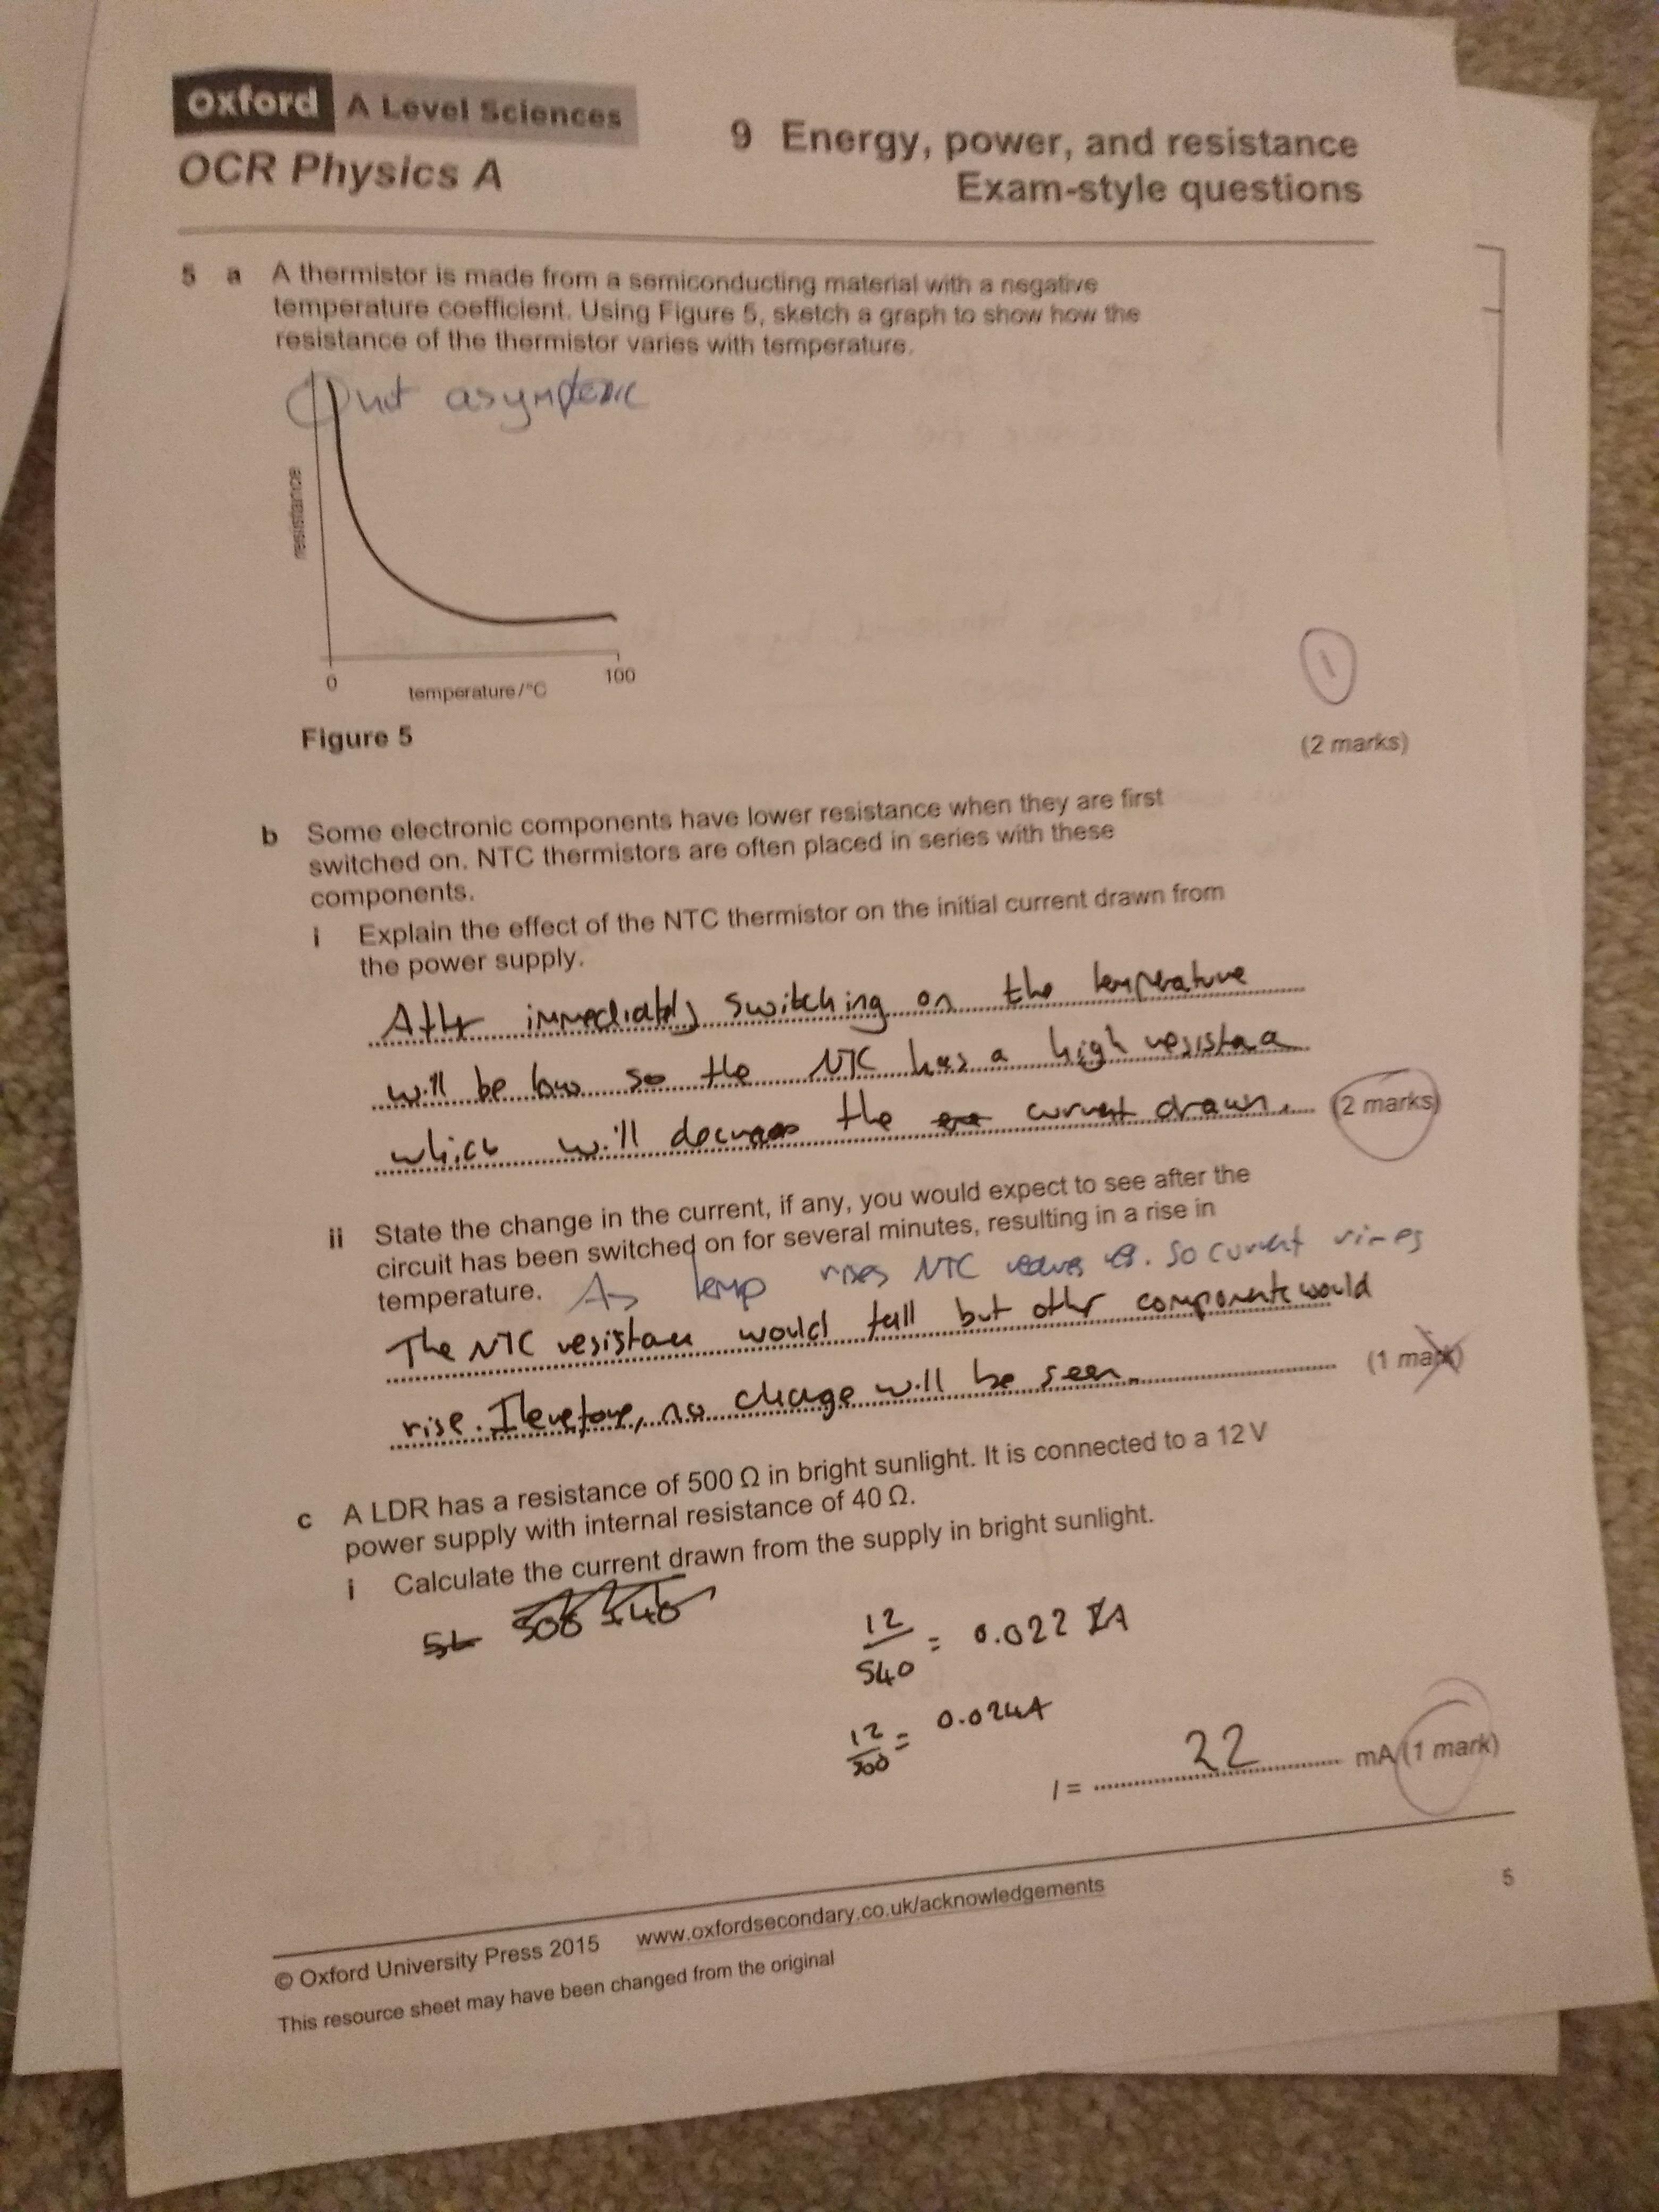 Oxford A Level Sciences
OCR Physics A
9 Energy, power, and resistance
Exam-style questions
5 a A thermistor is made from a semiconducting material with a negative
temperature coefficient. Using Figure 5, sketch a graph to show how the
resistance of the thermistor varies with temperature.
not asymptotic
resistance
0
100
temperature/°C
1
Figure 5
(2 marks)
b Some electronic components have lower resistance when they are first
switched on. NTC thermistors are often placed in series with these
components.
i Explain the effect of the NTC thermistor on the initial current drawn from
the power supply.
After immediately switching on the temperature
will be low so the NTC has a high resistance
which will decrease the current drawn.
(2 marks)
ii State the change in the current, if any, you would expect to see after the
circuit has been switched on for several minutes, resulting in a rise in
temperature.
As temp rises NTC so current rises
The NTC resistance would fall but other components would
rise. Therefore, no change will be seen.
(1 mark)
c A LDR has a resistance of 500 Ω in bright sunlight. It is connected to a 12 V
power supply with internal resistance of 40 Ω.
i Calculate the current drawn from the supply in bright sunlight.
12/540 = 0.022 A
12/500 = 0.024A
I = 22 mA (1 mark)
5
© Oxford University Press 2015 www.oxfordsecondary.co.uk/acknowledgements
This resource sheet may have been changed from the original